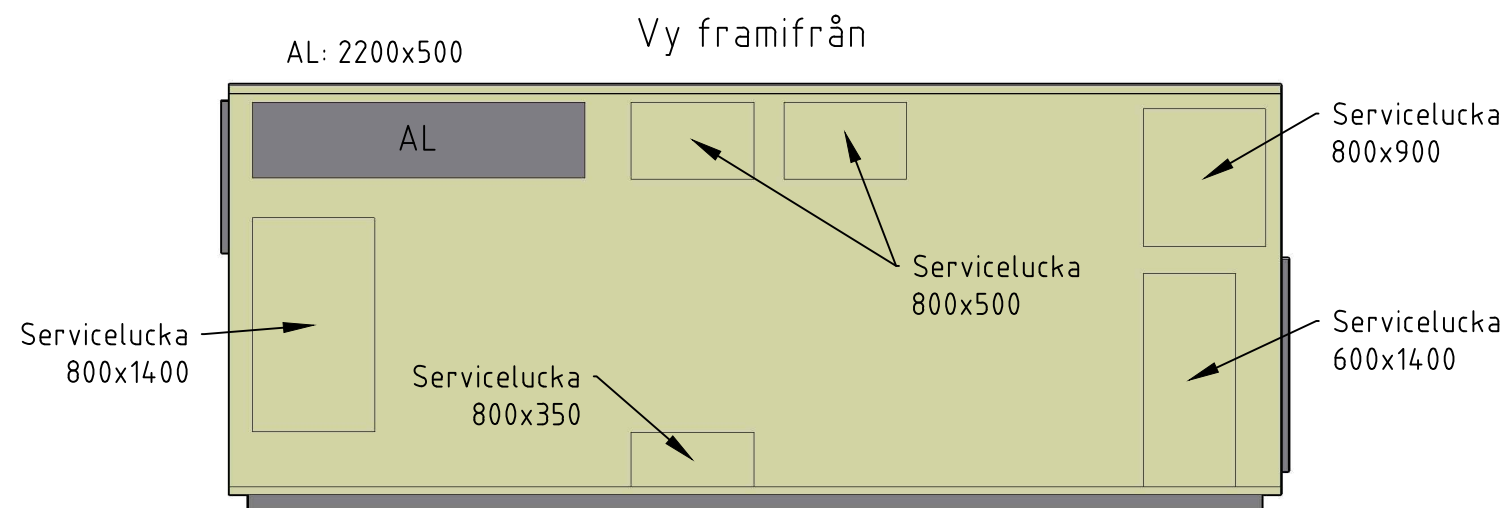 Vy framifrån
AL: 2200x500
AL
Servicelucka
800x900
Servicelucka
800x500
Servicelucka
800x1400
Servicelucka
600x1400
Servicelucka
800x350